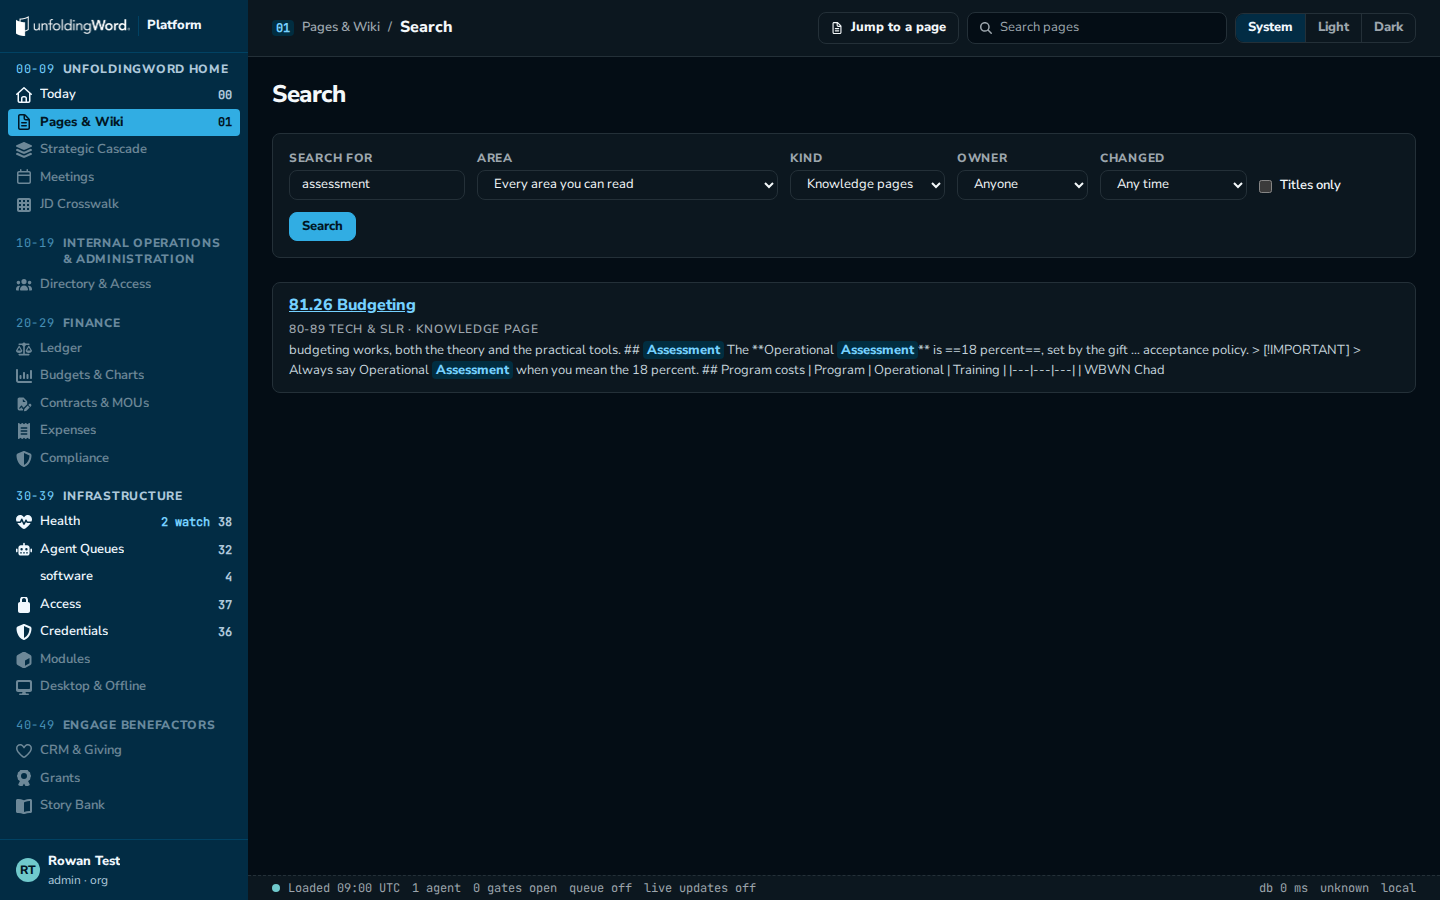 unfoldingWord. Platform
00-09 UNFOLDINGWORD HOME
Today 00
Pages & Wiki 01
Strategic Cascade
Meetings
JD Crosswalk
10-19 INTERNAL OPERATIONS
& ADMINISTRATION
Directory & Access
20-29 FINANCE
Ledger
Budgets & Charts
Contracts & MOUs
Expenses
Compliance
30-39 INFRASTRUCTURE
Health 2 watch 38
Agent Queues 32
software 4
Access 37
Credentials 36
Modules
Desktop & Offline
40-49 ENGAGE BENEFACTORS
CRM & Giving
Grants
Story Bank
RT Rowan Test
admin · org
01 Pages & Wiki / Search
Jump to a page
Search pages
System Light Dark
Search
SEARCH FOR AREA KIND OWNER CHANGED
assessment Every area you can read Knowledge pages Anyone Any time Titles only
Search
81.26 Budgeting
80-89 TECH & SLR · KNOWLEDGE PAGE
budgeting works, both the theory and the practical tools. ## Assessment The **Operational Assessment ** is ==18 percent==, set by the gift ... acceptance policy. > [!IMPORTANT] >
Always say Operational Assessment when you mean the 18 percent. ## Program costs | Program | Operational | Training | |---|---|---| | WBWN Chad
Loaded 09:00 UTC 1 agent 0 gates open queue off live updates off db 0 ms unknown local